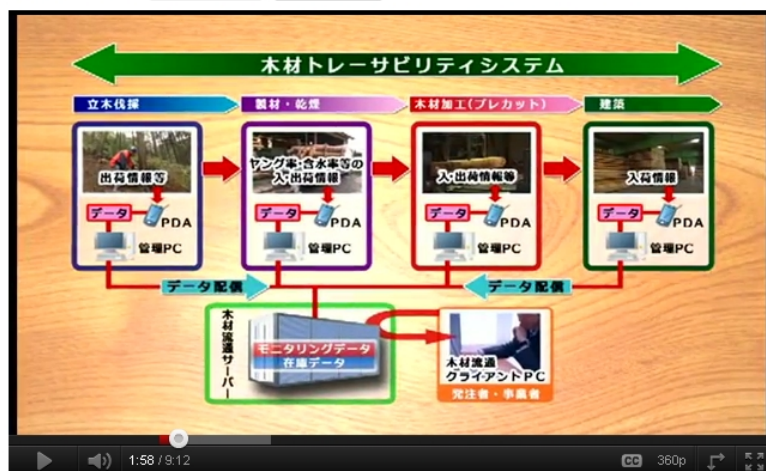 木材トレーサビリティシステム
立木伐採
製材・乾燥
木材加工(プレカット)
建築
出荷情報等
データ
PDA
管理PC
ヤング率・含水率等の
入・出荷情報
データ
PDA
管理PC
入・出荷情報等
データ
PDA
管理PC
入荷情報
データ
PDA
管理PC
データ配信
データ配信
木材流通サーバー
モニタリングデータ
在庫データ
木材流通
クライアントPC
発注者・事業者
1:58 / 9:12
CC
360p